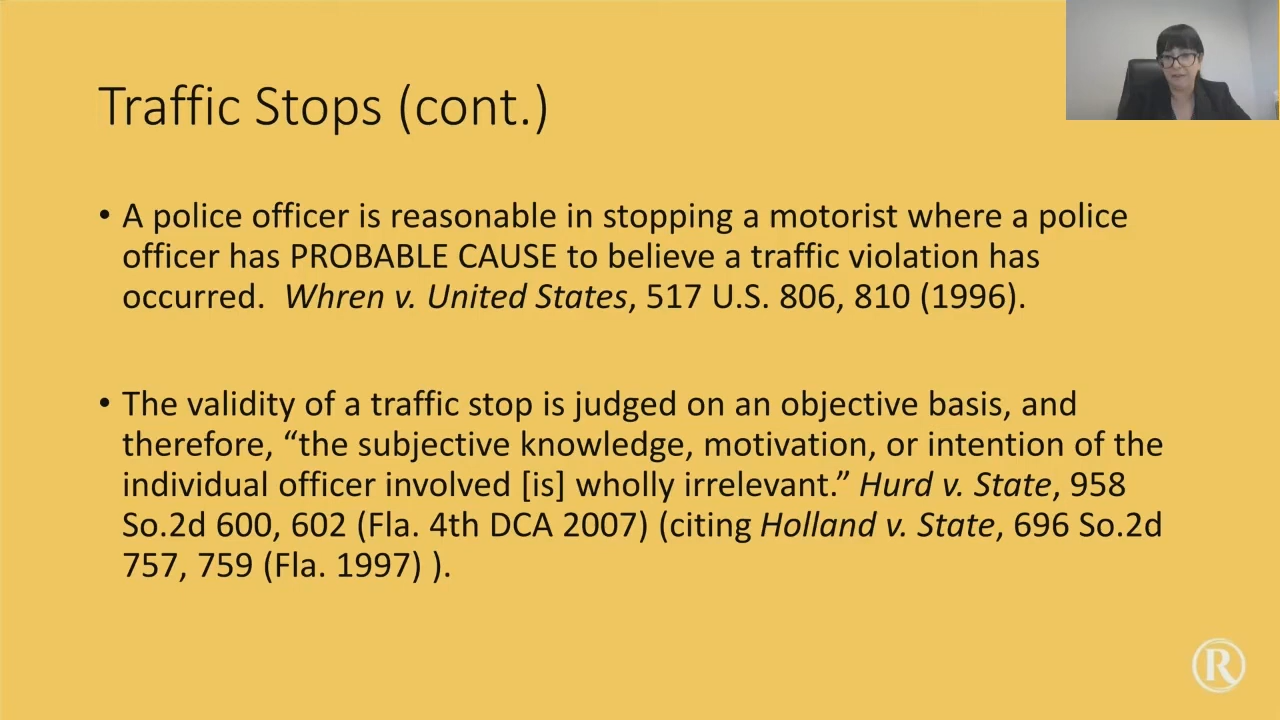 Traffic Stops (cont.)
• A police officer is reasonable in stopping a motorist where a police
officer has PROBABLE CAUSE to believe a traffic violation has
occurred.  Whren v. United States, 517 U.S. 806, 810 (1996).
• The validity of a traffic stop is judged on an objective basis, and
therefore, “the subjective knowledge, motivation, or intention of the
individual officer involved [is] wholly irrelevant.” Hurd v. State, 958
So.2d 600, 602 (Fla. 4th DCA 2007) (citing Holland v. State, 696 So.2d
757, 759 (Fla. 1997) ).
R